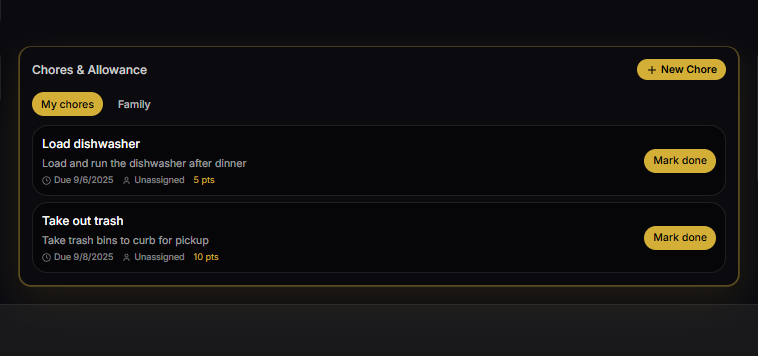 Chores & Allowance
+ New Chore
My chores
Family
Load dishwasher
Load and run the dishwasher after dinner
Due 9/6/2025 Unassigned 5 pts
Mark done
Take out trash
Take trash bins to curb for pickup
Due 9/8/2025 Unassigned 10 pts
Mark done